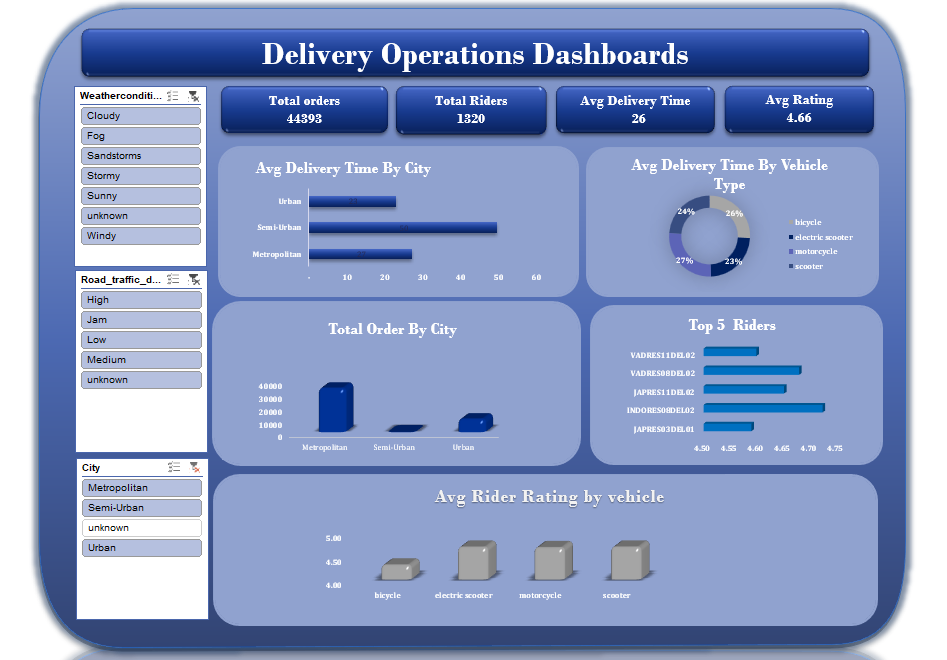 Delivery Operations Dashboards
Weatherconditi...
Cloudy
Fog
Sandstorms
Stormy
Sunny
unknown
Windy
Road_traffic_d...
High
Jam
Low
Medium
unknown
City
Metropolitan
Semi-Urban
unknown
Urban
Total orders
44393
Total Riders
1320
Avg Delivery Time
26
Avg Rating
4.66
Avg Delivery Time By City
Urban
Semi-Urban
Metropolitan
-
10
20
30
40
50
60
Avg Delivery Time By Vehicle
Type
24%
26%
27%
23%
bicycle
electric scooter
motorcycle
scooter
Total Order By City
40000
30000
20000
10000
0
Metropolitan
Semi-Urban
Urban
Top 5 Riders
VADRES11DEL02
VADRES08DEL02
JAPRES11DEL02
INDORES08DEL02
JAPRES03DEL01
4.50
4.55
4.60
4.65
4.70
4.75
Avg Rider Rating by vehicle
5.00
4.50
4.00
bicycle
electric scooter
motorcycle
scooter